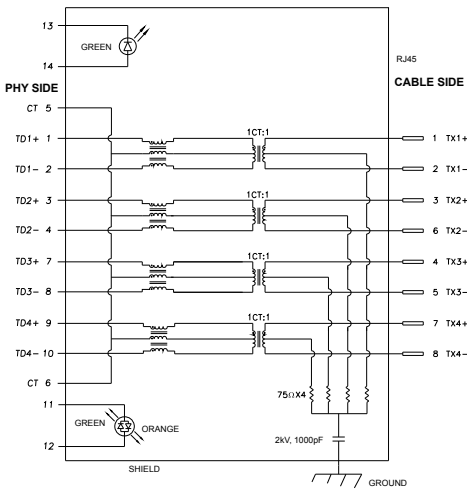 13
GREEN
14
RJ45
PHY SIDE
CABLE SIDE
CT 5
1CT:1
TD1+ 1
1 TX1+
TD1- 2
2 TX1-
1CT:1
TD2+ 3
3 TX2+
TD2- 4
6 TX2-
1CT:1
TD3+ 7
4 TX3+
TD3- 8
5 TX3-
1CT:1
TD4+ 9
7 TX4+
TD4- 10
8 TX4-
CT 6
75ΩX4
11
GREEN
ORANGE
12
2kV, 1000pF
SHIELD
GROUND